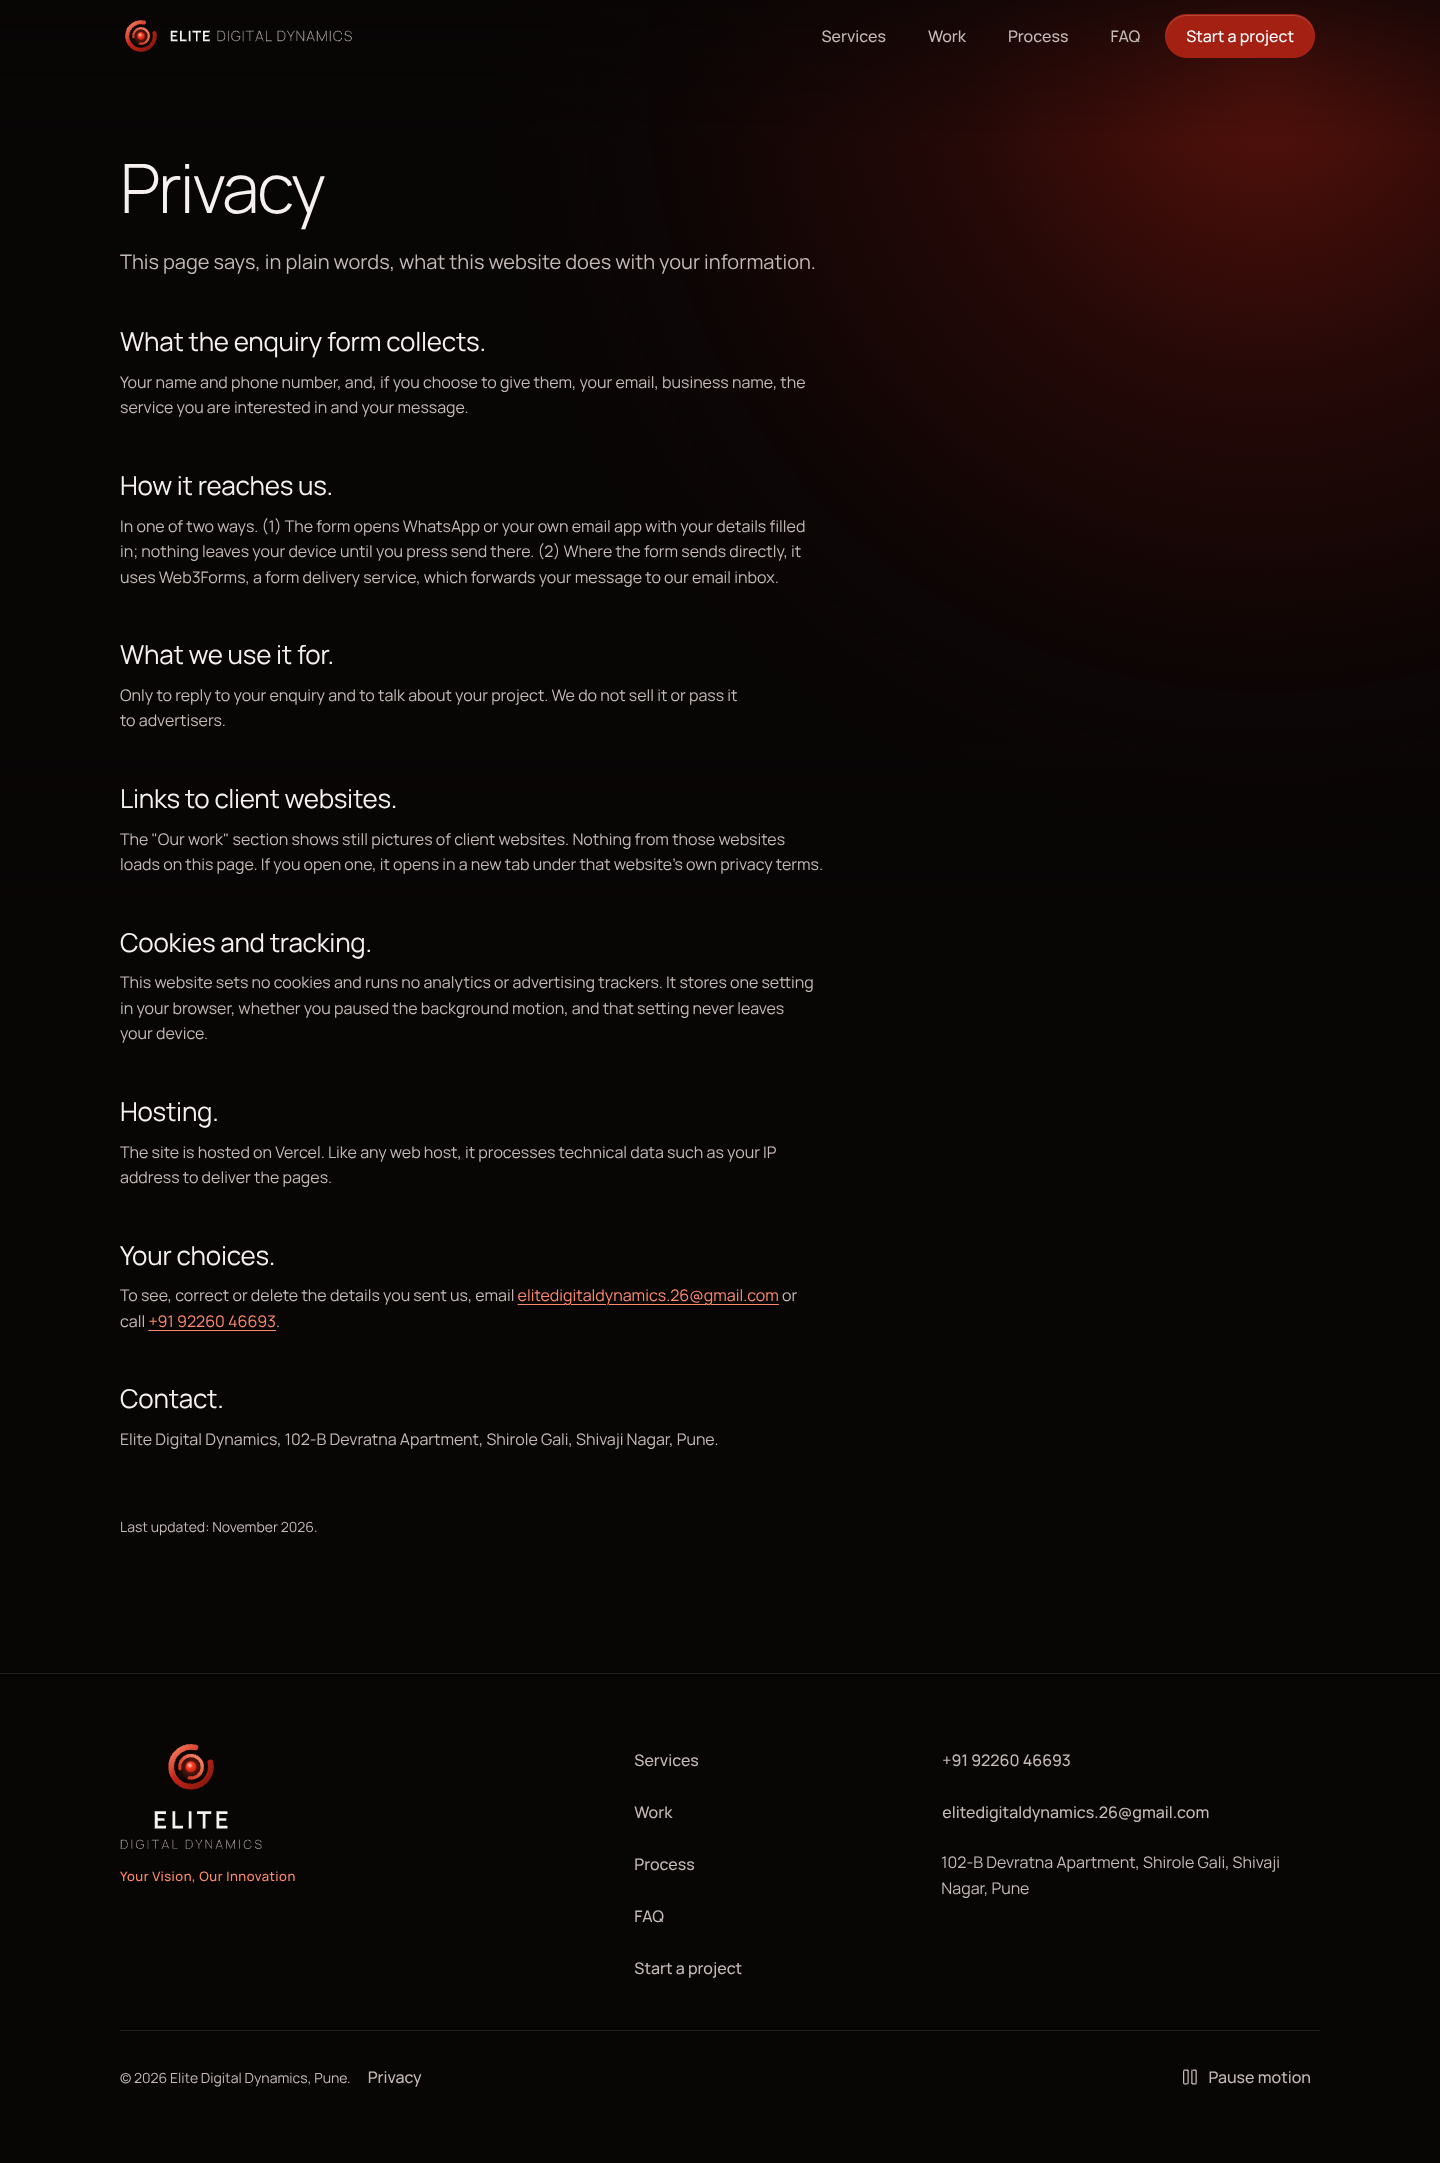 ELITE DIGITAL DYNAMICS
Services
Work
Process
FAQ
Start a project
Privacy
This page says, in plain words, what this website does with your information.
What the enquiry form collects.
Your name and phone number, and, if you choose to give them, your email, business name, the
service you are interested in and your message.
How it reaches us.
In one of two ways. (1) The form opens WhatsApp or your own email app with your details filled
in; nothing leaves your device until you press send there. (2) Where the form sends directly, it
uses Web3Forms, a form delivery service, which forwards your message to our email inbox.
What we use it for.
Only to reply to your enquiry and to talk about your project. We do not sell it or pass it
to advertisers.
Links to client websites.
The "Our work" section shows still pictures of client websites. Nothing from those websites
loads on this page. If you open one, it opens in a new tab under that website's own privacy terms.
Cookies and tracking.
This website sets no cookies and runs no analytics or advertising trackers. It stores one setting
in your browser, whether you paused the background motion, and that setting never leaves
your device.
Hosting.
The site is hosted on Vercel. Like any web host, it processes technical data such as your IP
address to deliver the pages.
Your choices.
To see, correct or delete the details you sent us, email elitedigitaldynamics.26@gmail.com or
call +91 92260 46693.
Contact.
Elite Digital Dynamics, 102-B Devratna Apartment, Shirole Gali, Shivaji Nagar, Pune.
Last updated: November 2026.
ELITE
DIGITAL DYNAMICS
Your Vision, Our Innovation
Services
Work
Process
FAQ
Start a project
+91 92260 46693
elitedigitaldynamics.26@gmail.com
102-B Devratna Apartment, Shirole Gali, Shivaji
Nagar, Pune
© 2026 Elite Digital Dynamics, Pune.
Privacy
Pause motion